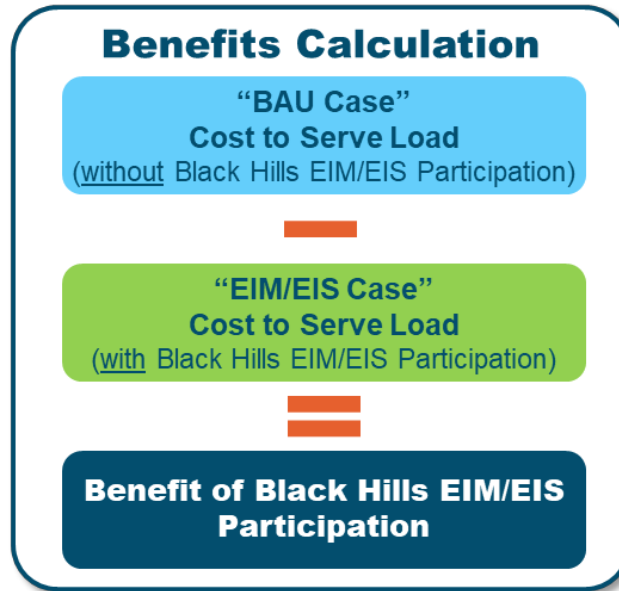 Benefits Calculation
“BAU Case”
Cost to Serve Load
(without Black Hills EIM/EIS Participation)
“EIM/EIS Case”
Cost to Serve Load
(with Black Hills EIM/EIS Participation)
Benefit of Black Hills EIM/EIS
Participation